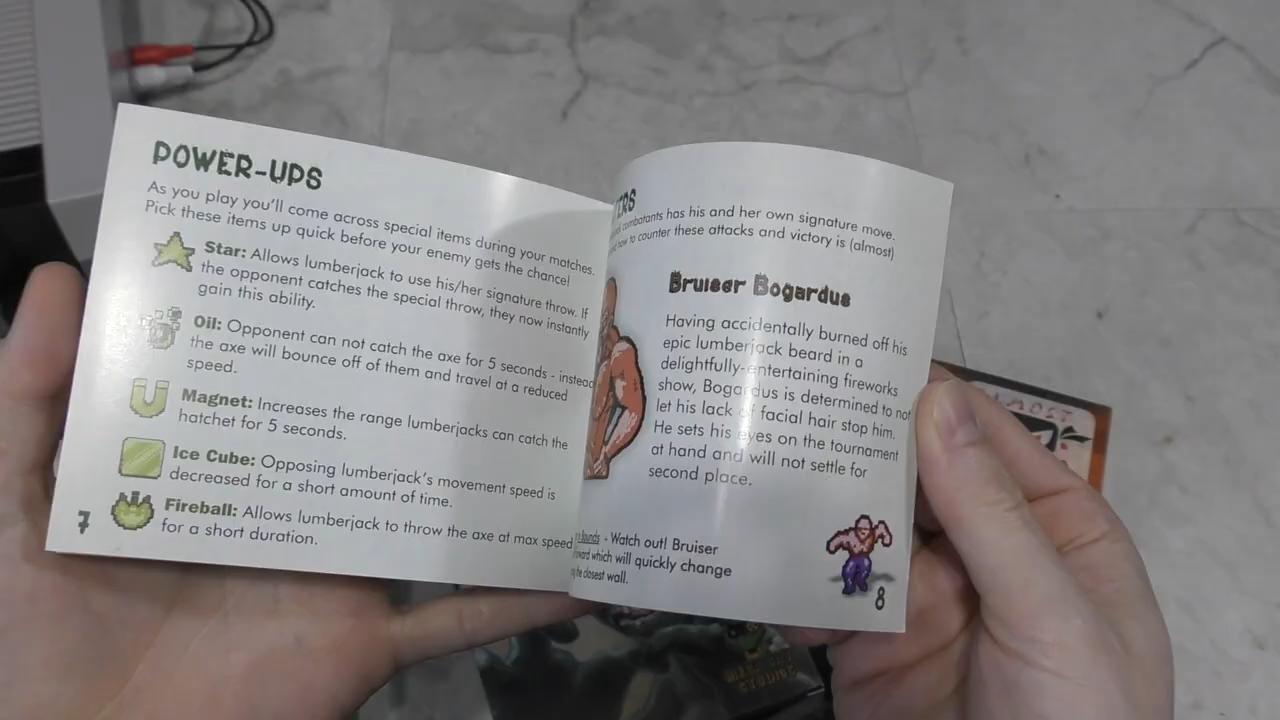 POWER-UPS
As you play you'll come across special items during your matches.
Pick these items up quick before your enemy gets the chance!
Star: Allows lumberjack to use his/her signature throw. If
the opponent catches the special throw, they now instantly
gain this ability.
Oil: Opponent can not catch the axe for 5 seconds - instead
the axe will bounce off of them and travel at a reduced
speed.
Magnet: Increases the range lumberjacks can catch the
hatchet for 5 seconds.
Ice Cube: Opposing lumberjack's movement speed is
decreased for a short amount of time.
Fireball: Allows lumberjack to throw the axe at max speed
for a short duration.
7
TERS
combatants has his and her own signature move.
how to counter these attacks and victory is (almost)
Bruiser Bogardus
Having accidentally burned off his
epic lumberjack beard in a
delightfully-entertaining fireworks
show, Bogardus is determined to not
let his lack of facial hair stop him.
He sets his eyes on the tournament
at hand and will not settle for
second place.
Bounds - Watch out! Bruiser
which will quickly change
the closest wall.
8